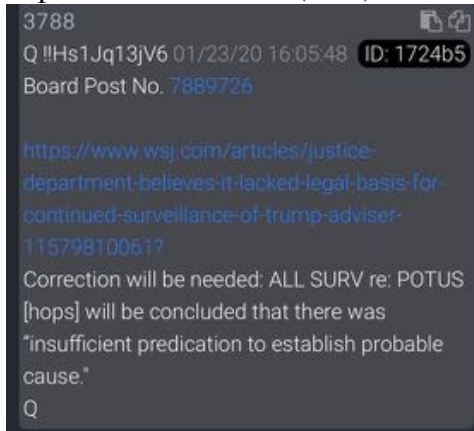 3788
Q !!Hs1Jq13jV6 01/23/20 16:05:48 ID: 1724b5
Board Post No. 7889726
https://www.wsj.com/articles/justice-
department-believes-it-lacked-legal-basis-for-
continued-surveillance-of-trump-adviser-
11579810061?
Correction will be needed: ALL SURV re: POTUS
[hops] will be concluded that there was
“insufficient predication to establish probable
cause.”
Q